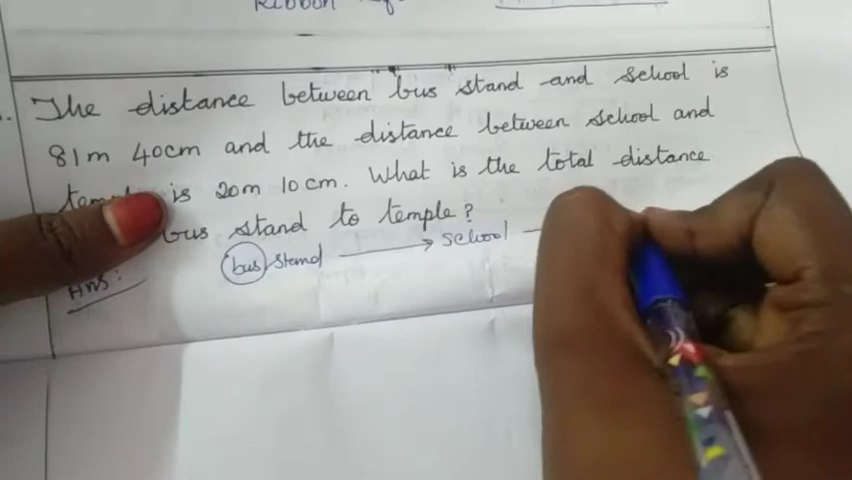 Ribbon
The distance between bus stand and school is
81m 40cm and the distance between school and
is 20m 10cm. What is the total distance
bus stand to temple?
Ans: bus stand → school